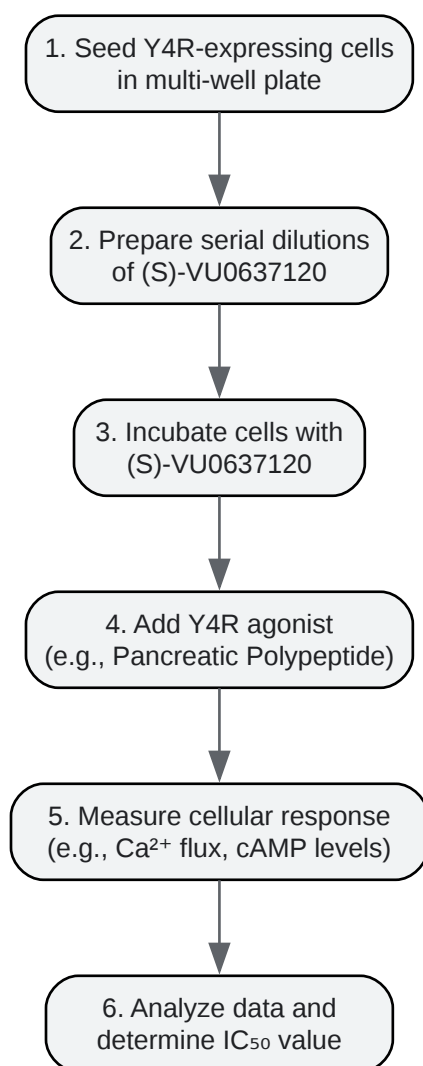 1. Seed Y4R-expressing cells
in multi-well plate
2. Prepare serial dilutions
of (S)-VU0637120
3. Incubate cells with
(S)-VU0637120
4. Add Y4R agonist
(e.g., Pancreatic Polypeptide)
5. Measure cellular response
(e.g., Ca²⁺ flux, cAMP levels)
6. Analyze data and
determine IC₅₀ value